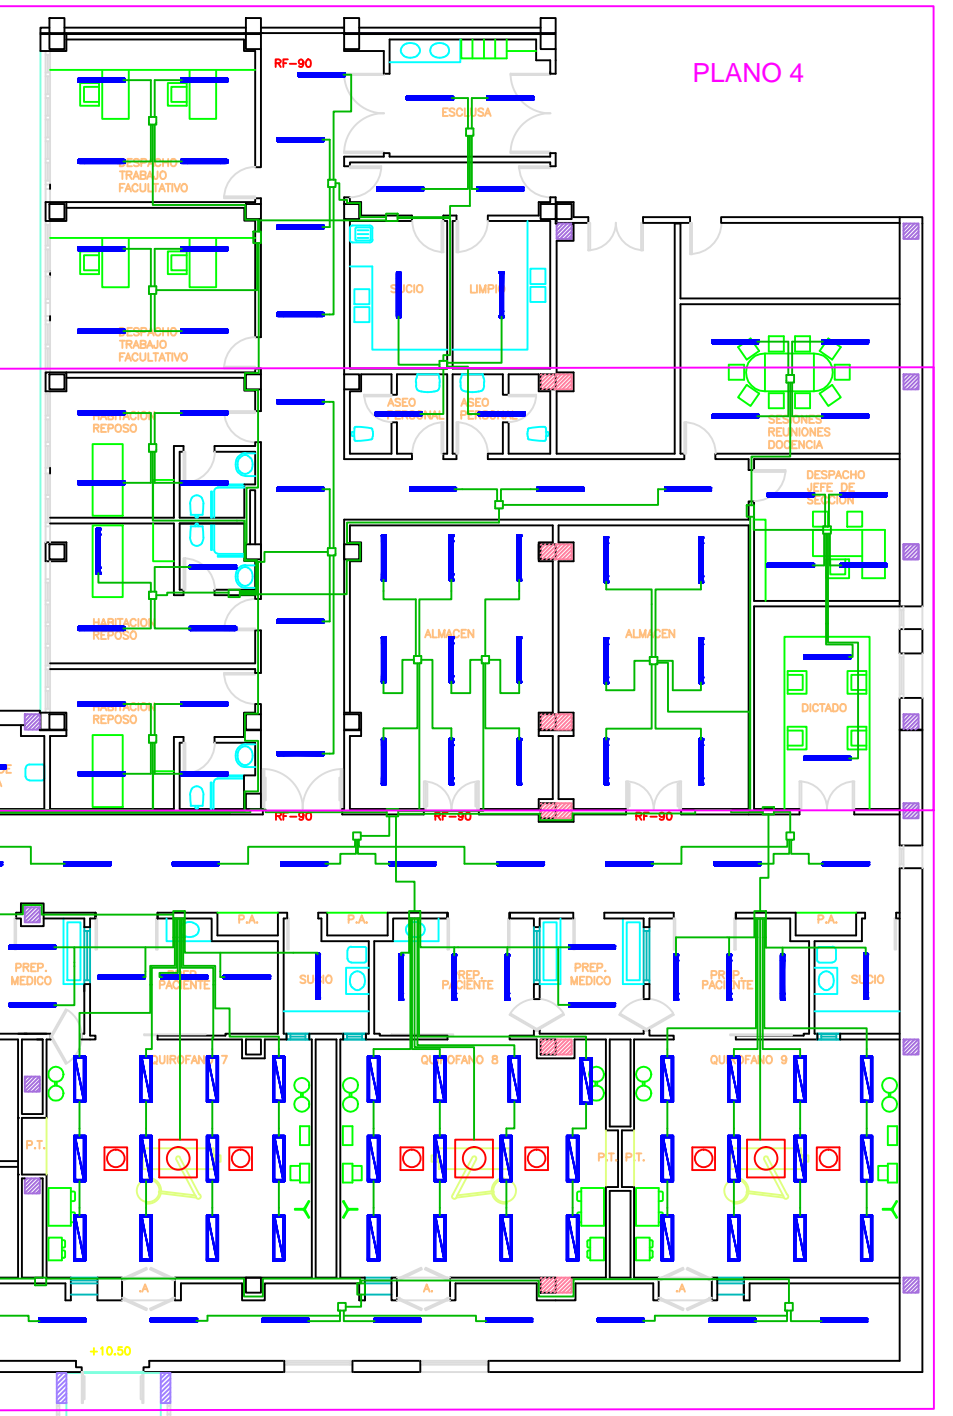 RF-90
PLANO 4
ESCLUSA
DESPACHO
TRABAJO
FACULTATIVO
SUCIO
LIMPIO
DESPACHO
TRABAJO
FACULTATIVO
HABITACION
REPOSO
ASEO
PERSONAL
ASEO
PERSONAL
SESIONES
REUNIONES
DOCENCIA
DESPACHO
JEFE DE
SECCION
HABITACION
REPOSO
ALMACEN
ALMACEN
HABITACION
REPOSO
DICTADO
RF-90
RF-90
RF-90
P.A.
P.A.
P.A.
PREP.
MEDICO
PACIENTE
SUCIO
PREP.
PACIENTE
PREP.
MEDICO
PREP.
PACIENTE
SUCIO
QUIROFANO 7
QUIROFANO 8
QUIROFANO 9
P.T.
P.T.
P.T.
.A
A.
.A
+10.50